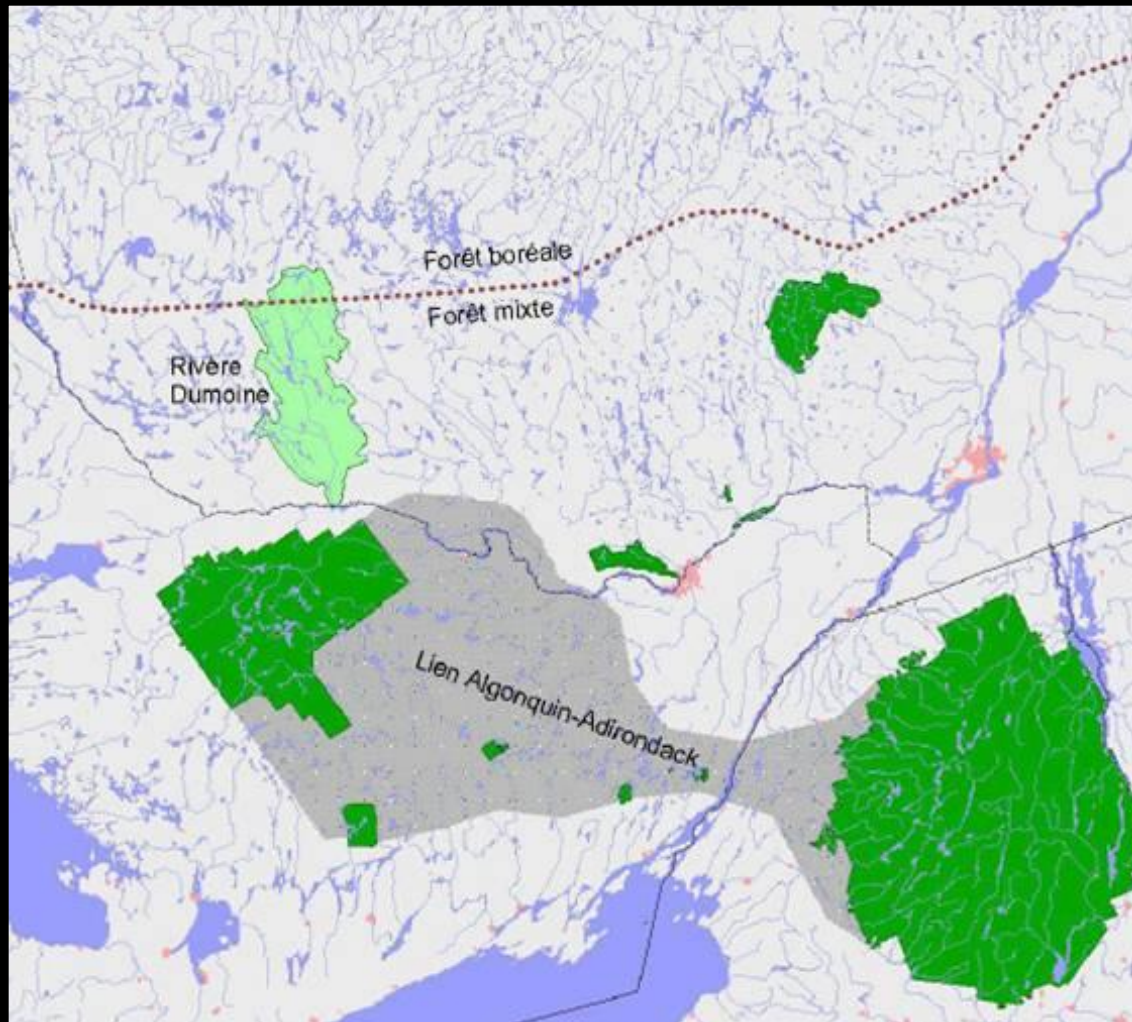 Forêt boréale
Forêt mixte
Rivère
Dumoine
Lien Algonquin-Adirondack